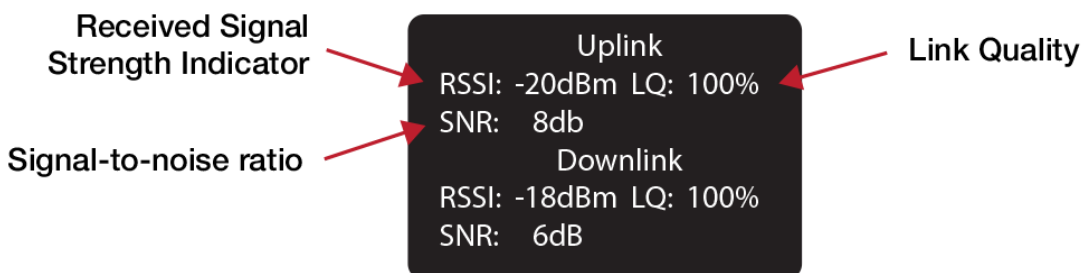 Received Signal
Strength Indicator
Signal-to-noise ratio
Uplink
RSSI: -20dBm LQ: 100%
SNR: 8db
Downlink
RSSI: -18dBm LQ: 100%
SNR: 6dB
Link Quality